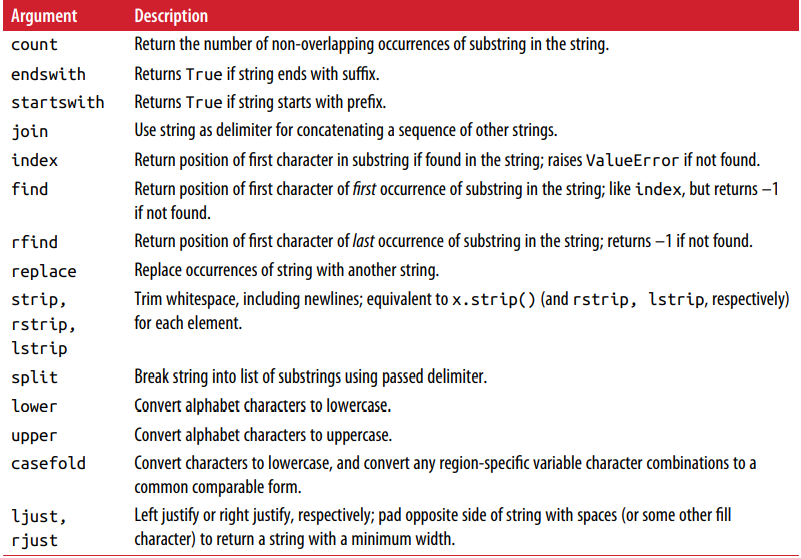 Argument Description
count Return the number of non-overlapping occurrences of substring in the string.
endswith Returns True if string ends with suffix.
startswith Returns True if string starts with prefix.
join Use string as delimiter for concatenating a sequence of other strings.
index Return position of first character in substring if found in the string; raises ValueError if not found.
find Return position of first character of first occurrence of substring in the string; like index, but returns –1
if not found.
rfind Return position of first character of last occurrence of substring in the string; returns –1 if not found.
replace Replace occurrences of string with another string.
strip, Trim whitespace, including newlines; equivalent to x.strip() (and rstrip, lstrip, respectively)
rstrip, for each element.
lstrip
split Break string into list of substrings using passed delimiter.
lower Convert alphabet characters to lowercase.
upper Convert alphabet characters to uppercase.
casefold Convert characters to lowercase, and convert any region-specific variable character combinations to a
common comparable form.
ljust, Left justify or right justify, respectively; pad opposite side of string with spaces (or some other fill
rjust character) to return a string with a minimum width.